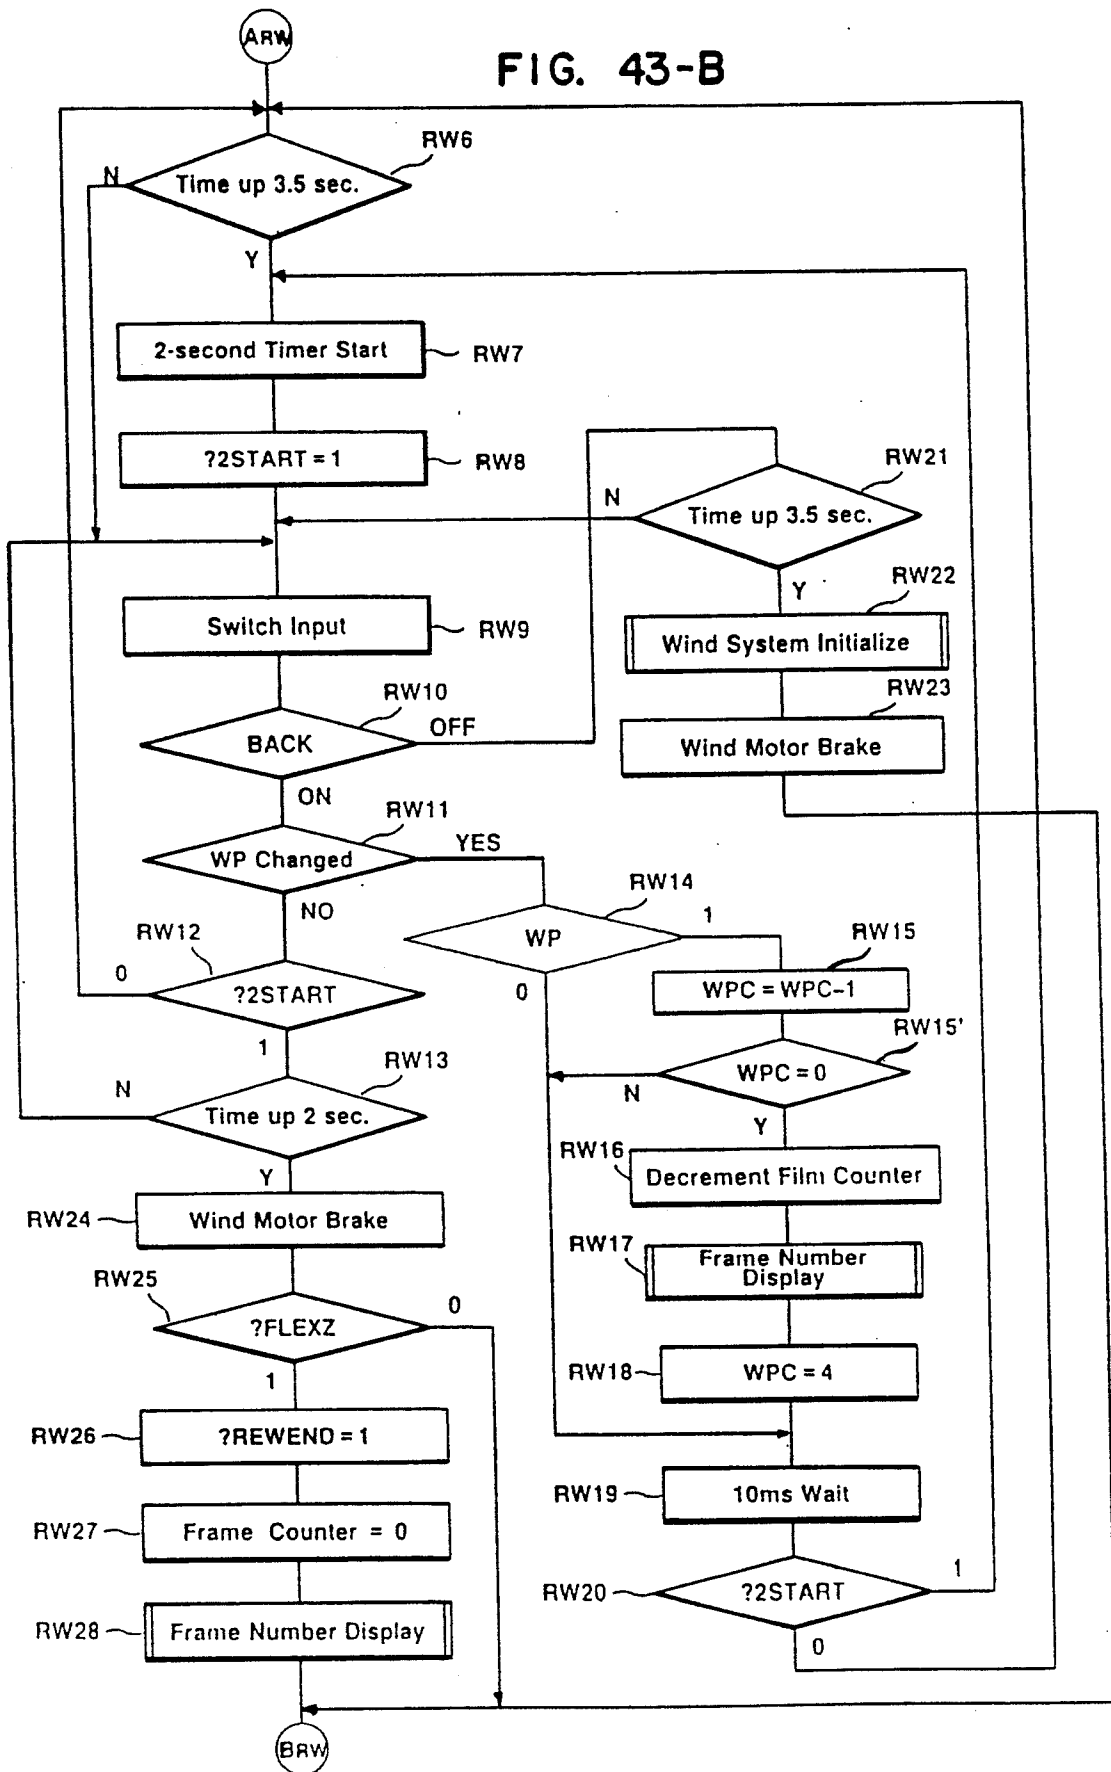 ARW
FIG. 43-B
RW6
N
Time up 3.5 sec.
Y
2-second Timer Start
RW7
?2START = 1
RW8
RW21
N
Time up 3.5 sec.
Y
RW22
Switch Input
RW9
Wind System Initialize
RW10
RW23
BACK
OFF
Wind Motor Brake
ON
RW11
WP Changed
YES
NO
RW14
WP
1
0
RW12
RW15
0
?2START
WPC = WPC-1
1
RW15'
RW13
WPC = 0
N
N
Time up 2 sec.
Y
Y
RW16
Decrement Film Counter
RW24
Wind Motor Brake
RW17
Frame Number
Display
RW25
?FLEXZ
0
1
RW18
WPC = 4
RW26
?REWEND = 1
RW19
10ms Wait
RW27
Frame Counter = 0
RW20
?2START
1
0
RW28
Frame Number Display
BRW